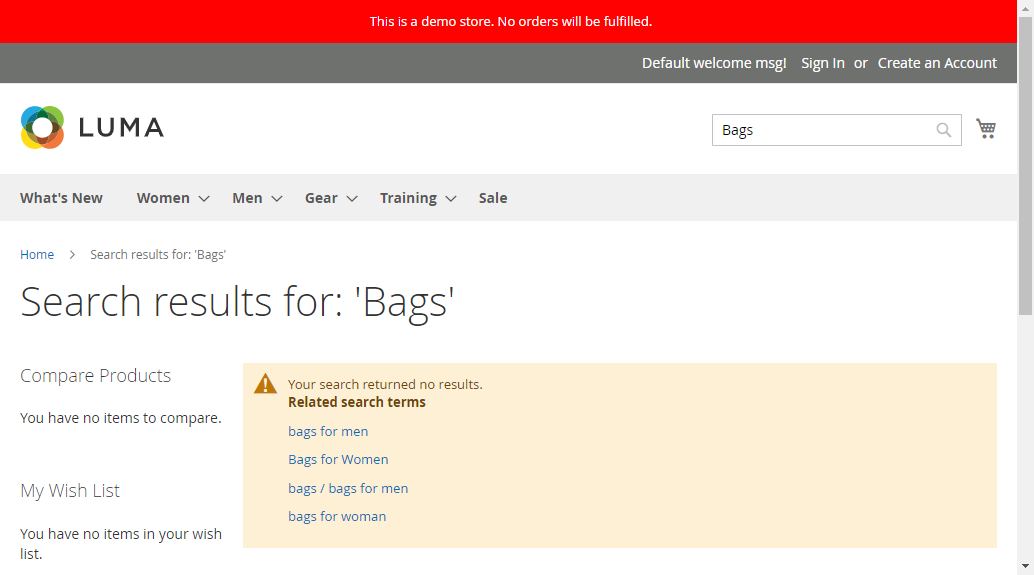 This is a demo store. No orders will be fulfilled.
Default welcome msg! Sign In or Create an Account
LUMA
Bags
What's New Women Men Gear Training Sale
Home Search results for: 'Bags'
Search results for: 'Bags'
Compare Products
You have no items to compare.
My Wish List
You have no items in your wish
list.
Your search returned no results.
Related search terms
bags for men
Bags for Women
bags / bags for men
bags for woman